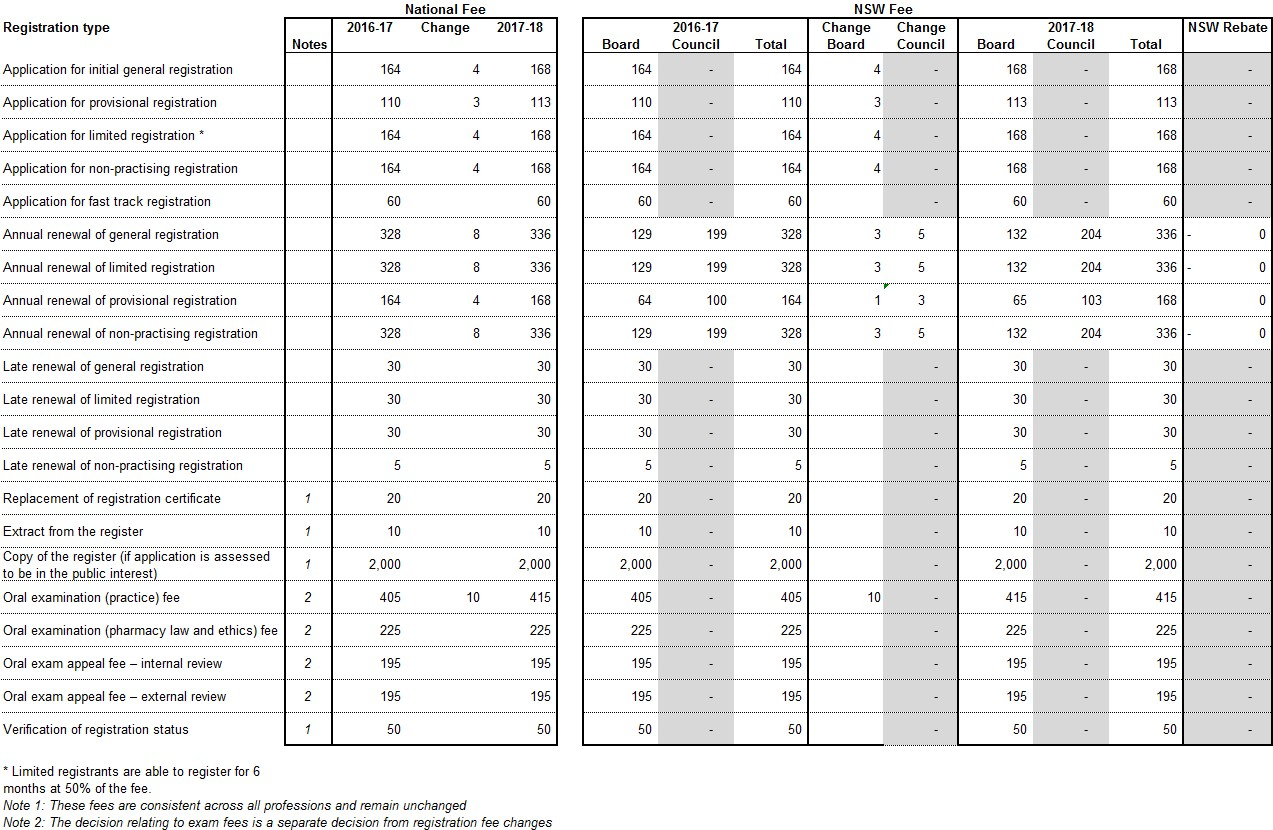 National Fee NSW Fee
Registration type 2016-17 Change 2017-18 2016-17 Change Change 2017-18 NSW Rebate
Notes Board Council Total Board Council Board Council Total
Application for initial general registration 164 4 168 164 - 164 4 - 168 - 168 -
Application for provisional registration 110 3 113 110 - 110 3 - 113 - 113 -
Application for limited registration * 164 4 168 164 - 164 4 - 168 - 168 -
Application for non-practising registration 164 4 168 164 - 164 4 - 168 - 168 -
Application for fast track registration 60 60 60 - 60 - 60 - 60 -
Annual renewal of general registration 328 8 336 129 199 328 3 5 132 204 336 - 0
Annual renewal of limited registration 328 8 336 129 199 328 3 5 132 204 336 - 0
Annual renewal of provisional registration 164 4 168 64 100 164 1 3 65 103 168 0
Annual renewal of non-practising registration 328 8 336 129 199 328 3 5 132 204 336 - 0
Late renewal of general registration 30 30 30 - 30 - 30 - 30 -
Late renewal of limited registration 30 30 30 - 30 - 30 - 30 -
Late renewal of provisional registration 30 30 30 - 30 - 30 - 30 -
Late renewal of non-practising registration 5 5 5 - 5 - 5 - 5 -
Replacement of registration certificate 1 20 20 20 - 20 - 20 - 20 -
Extract from the register 1 10 10 10 - 10 - 10 - 10 -
Copy of the register (if application is assessed
to be in the public interest) 1 2,000 2,000 2,000 - 2,000 - 2,000 - 2,000 -
Oral examination (practice) fee 2 405 10 415 405 - 405 10 - 415 - 415 -
Oral examination (pharmacy law and ethics) fee 2 225 225 225 - 225 - 225 - 225 -
Oral exam appeal fee – internal review 2 195 195 195 - 195 - 195 - 195 -
Oral exam appeal fee – external review 2 195 195 195 - 195 - 195 - 195 -
Verification of registration status 1 50 50 50 - 50 - 50 - 50 -
* Limited registrants are able to register for 6
months at 50% of the fee.
Note 1: These fees are consistent across all professions and remain unchanged
Note 2: The decision relating to exam fees is a separate decision from registration fee changes